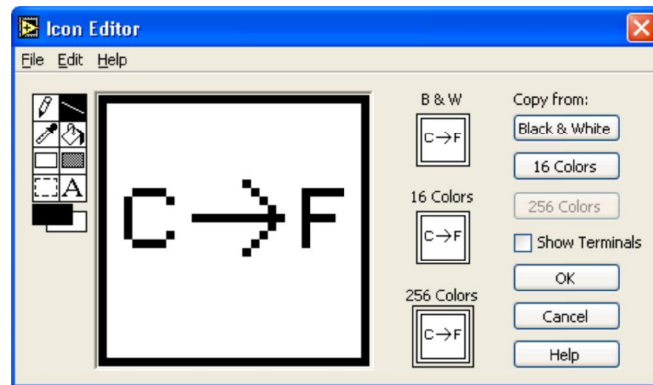 Icon Editor
File Edit Help
A
C→F
B & W
C→F
16 Colors
C→F
256 Colors
C→F
Copy from:
Black & White
16 Colors
256 Colors
Show Terminals
OK
Cancel
Help